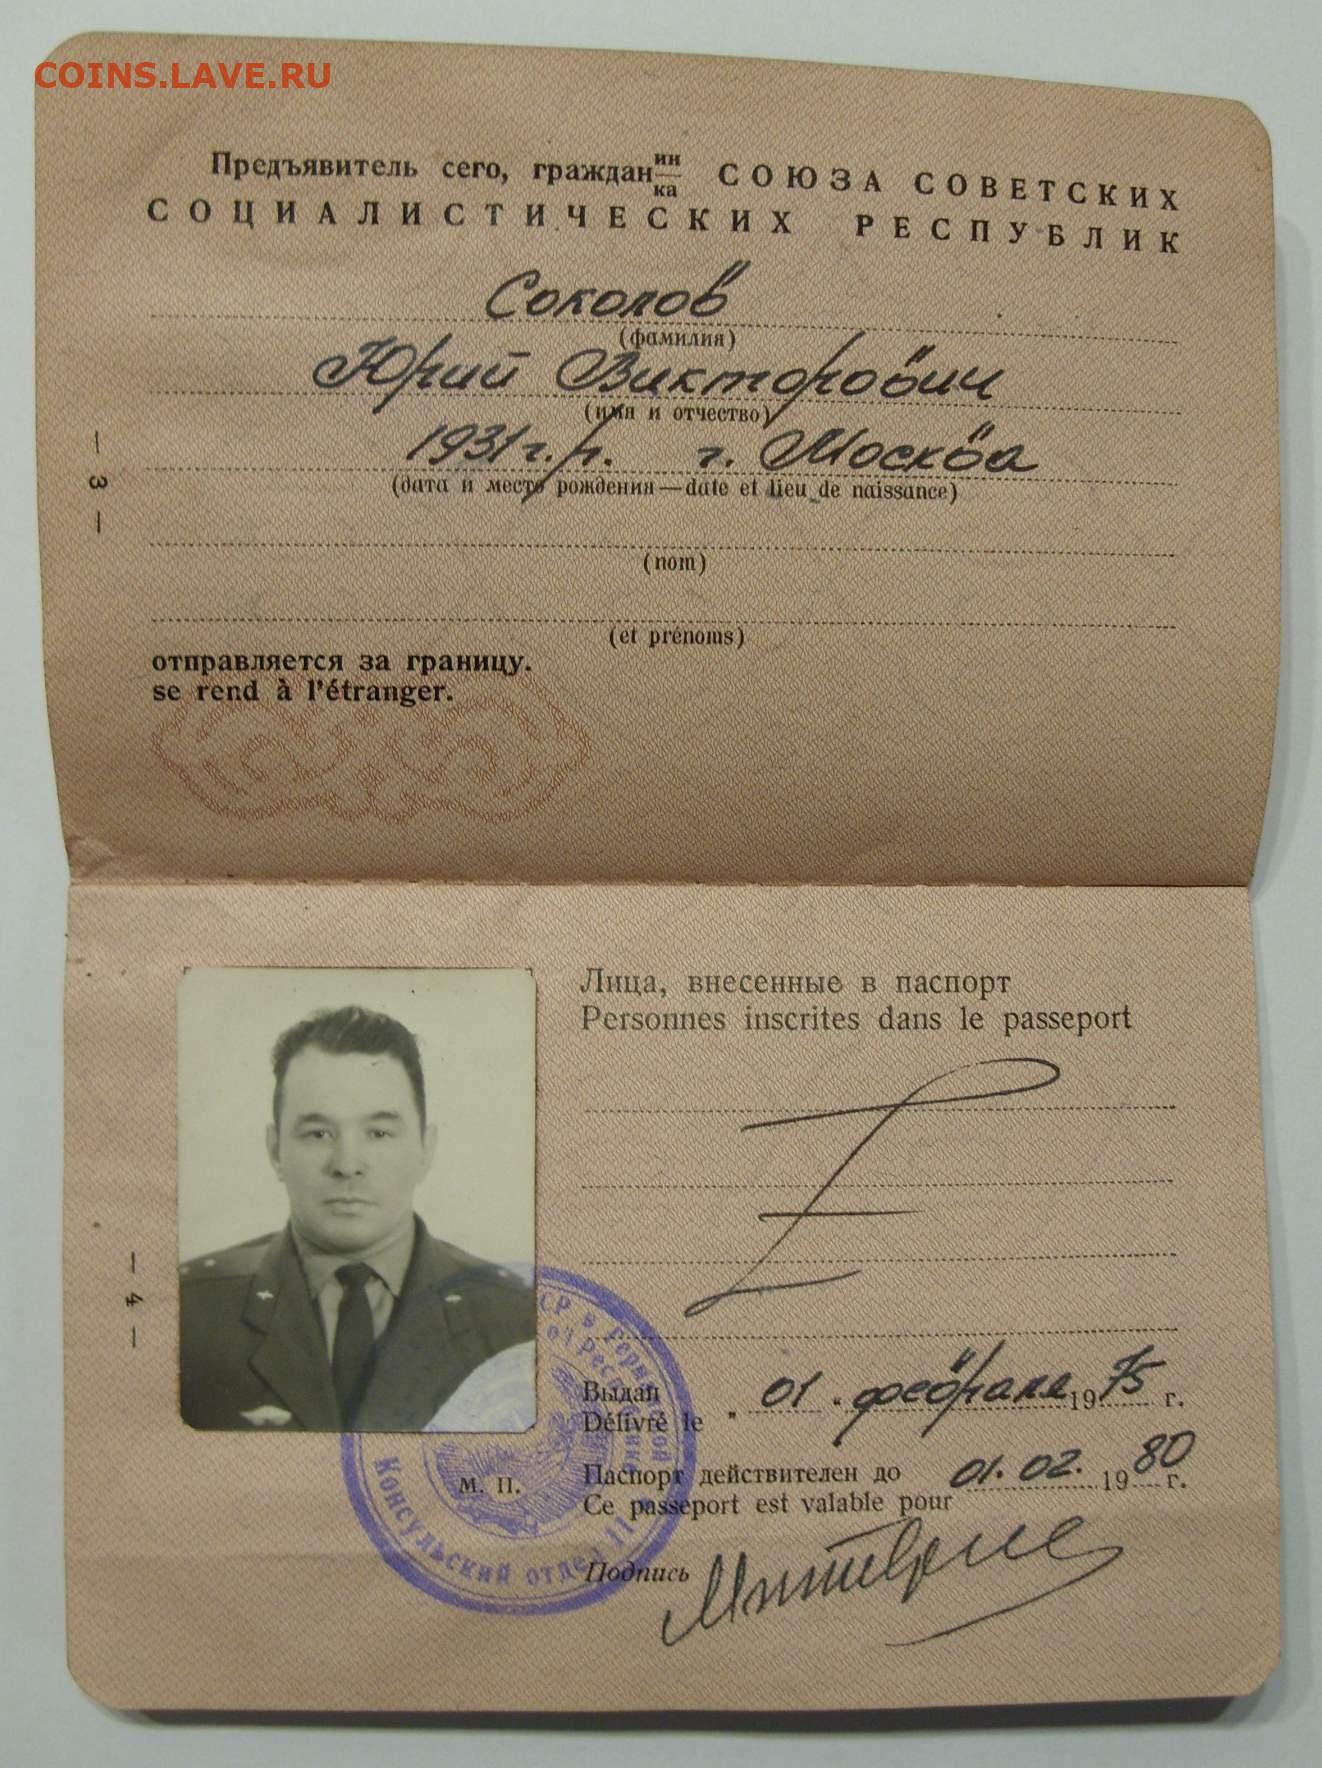 COINS.LAVE.RU
Предъявитель сего, граждан ин/ка СОЮЗА СОВЕТСКИХ
СОЦИАЛИСТИЧЕСКИХ РЕСПУБЛИК
Соколов
(фамилия)
Юрий Викторович
(имя и отчество)
1931 г.р. г. Москва
(дата и место рождения—date et lieu de naissance)
(nom)
(et prénoms)
отправляется за границу.
se rend à l'étranger.
— 3 —
Лица, внесенные в паспорт
Personnes inscrites dans le passeport
Выдан
Délivré le " 01 " февраля 1975 г.
Паспорт действителен до
Ce passeport est valable pour 01.02. 1980 г.
М. П.
Подпись
Консульский отдел
— 4 —